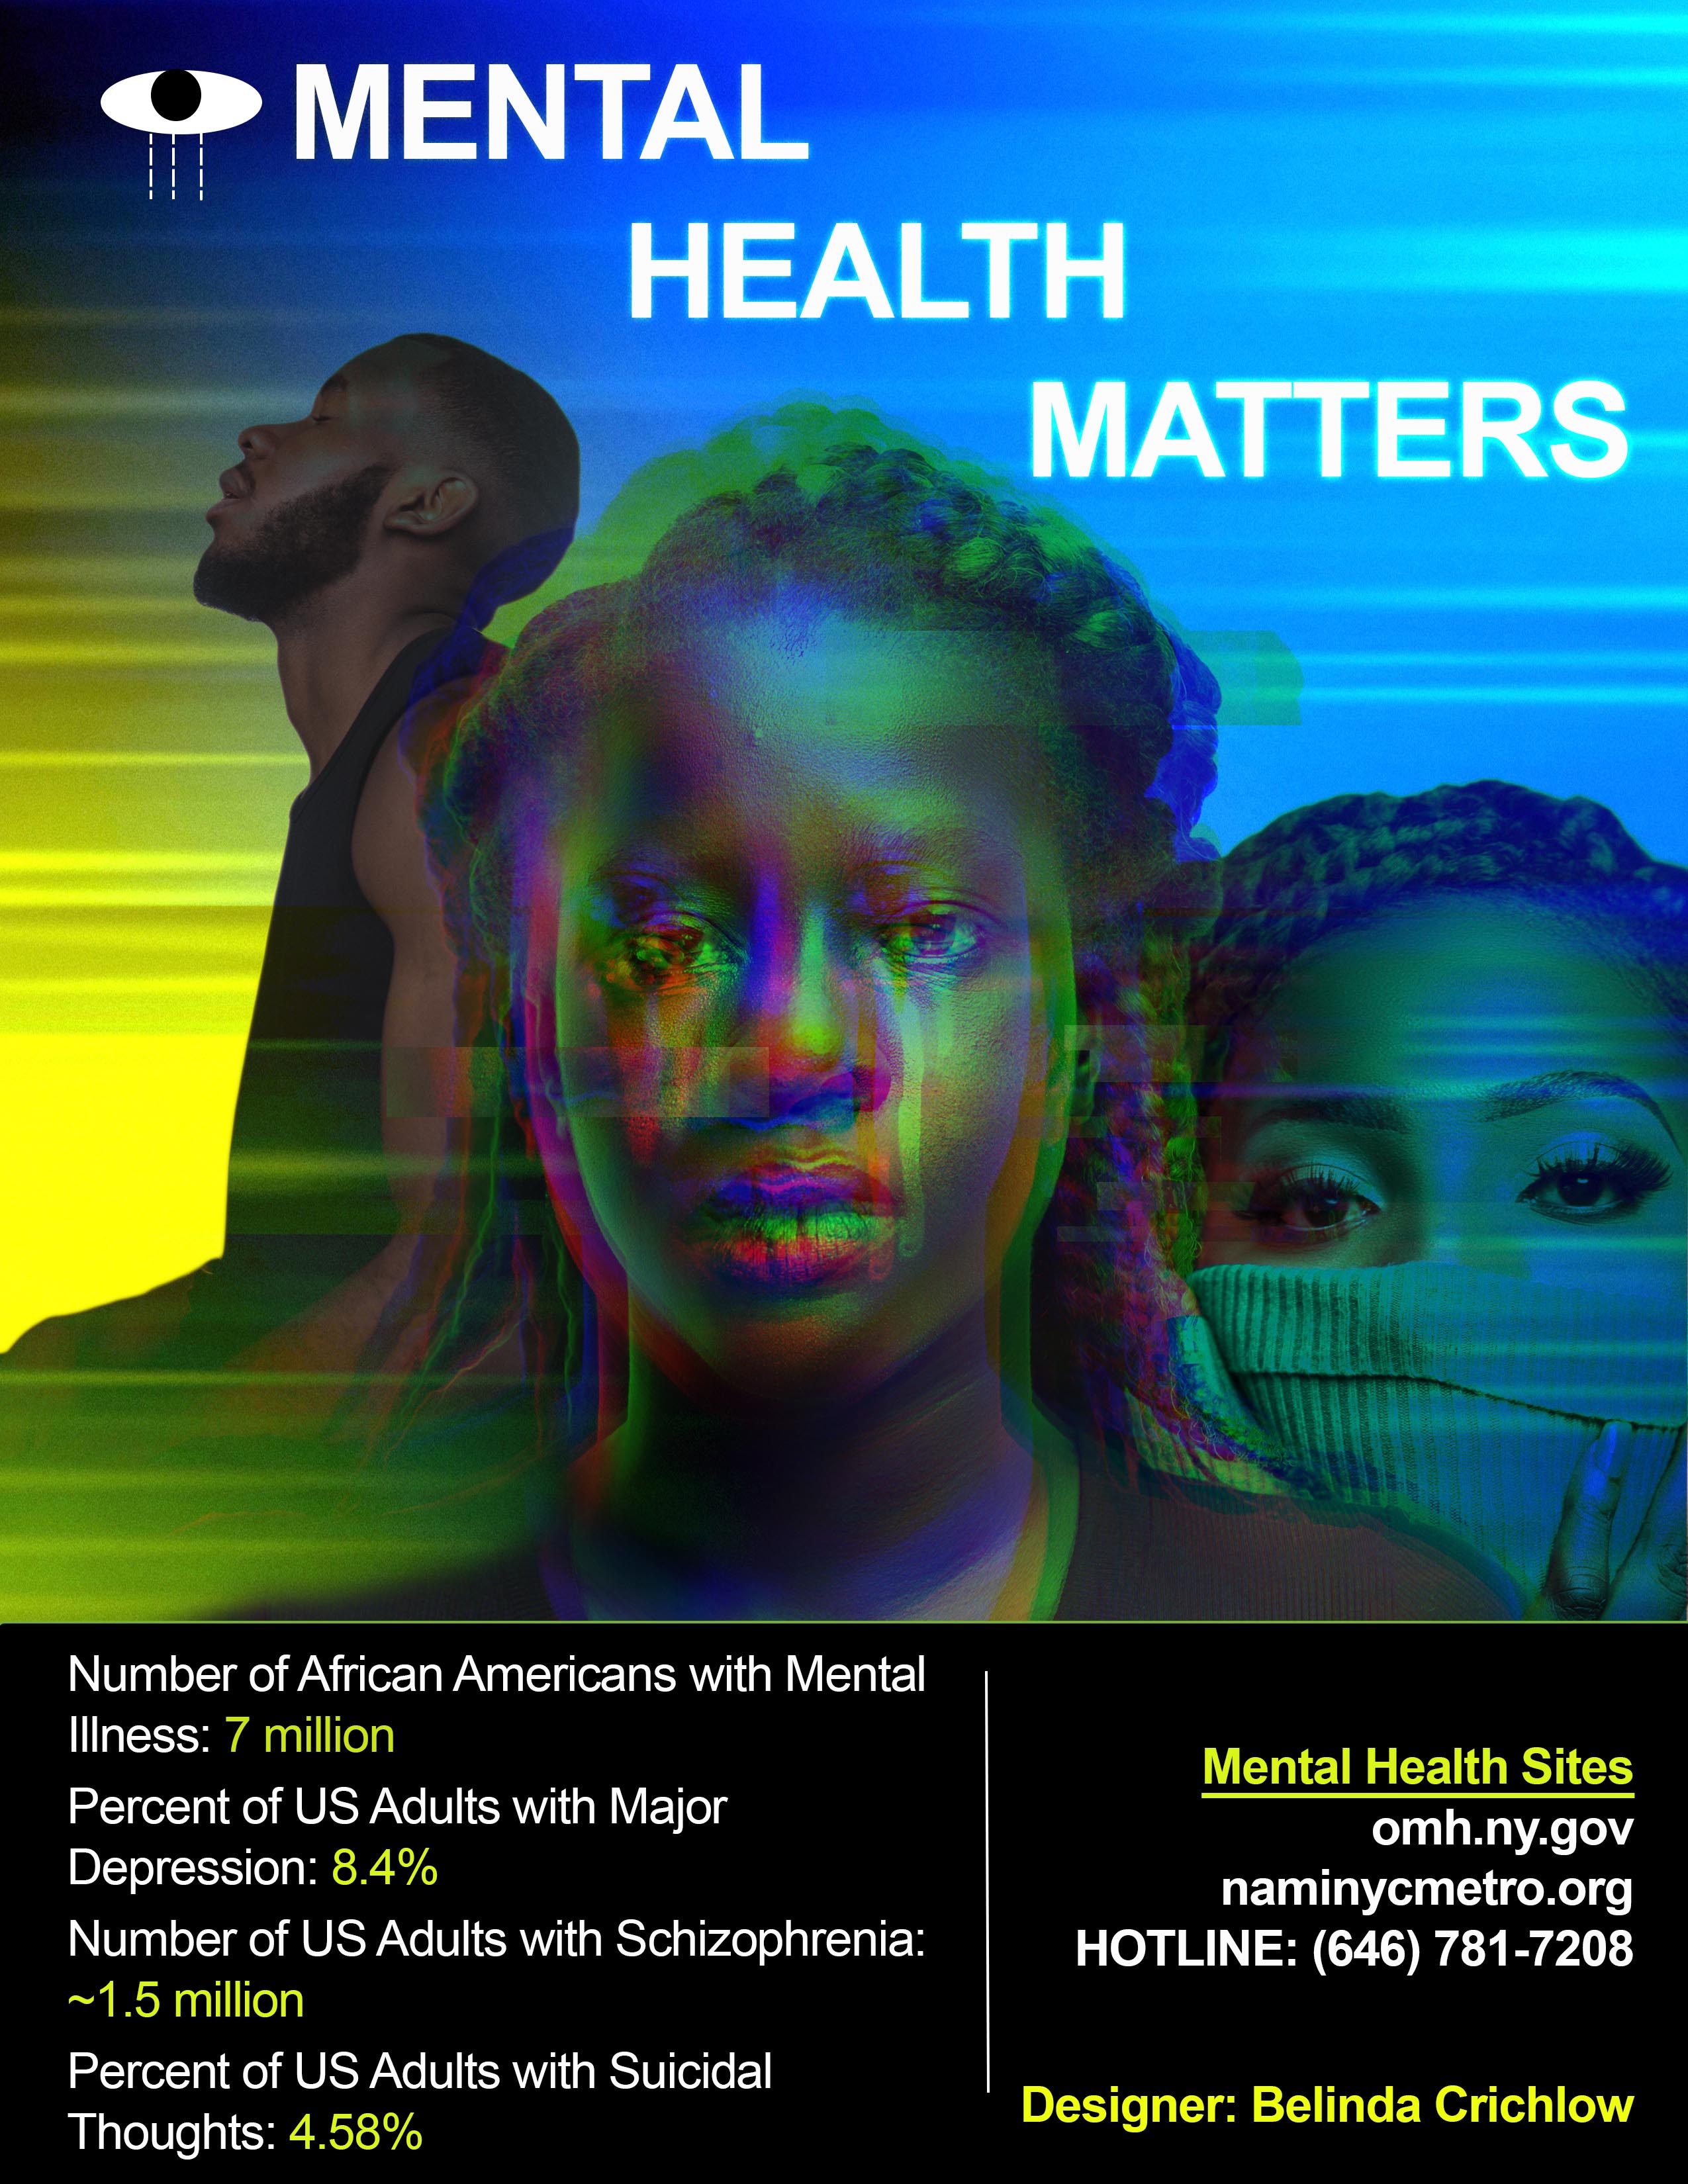 MENTAL
HEALTH
MATTERS
Number of African Americans with Mental
Illness: 7 million
Percent of US Adults with Major
Depression: 8.4%
Number of US Adults with Schizophrenia:
~1.5 million
Percent of US Adults with Suicidal
Thoughts: 4.58%
Mental Health Sites
omh.ny.gov
naminycmetro.org
HOTLINE: (646) 781-7208
Designer: Belinda Crichlow